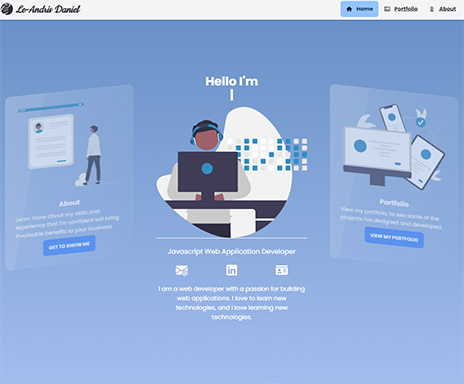 Le-Andris Daniel
Home
Portfolio
About
Hello I'm
About
Learn more about my skills and
experience that I'm confident will bring
invaluable benefits to your business.
GET TO KNOW ME
Javascript Web Application Developer
I am a web developer with a passion for building
web applications. I love to learn new
technologies, and I love learning new
technologies.
Portfolio
View my portfolio, to see some of the
projects I've designed and developed.
VIEW MY PORTFOLIO